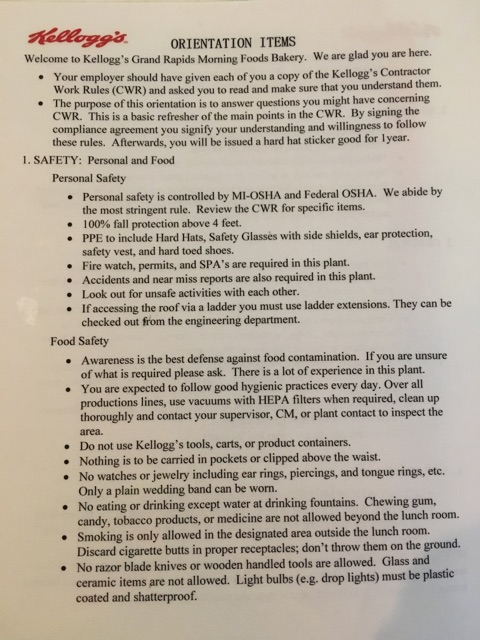 Kellogg's
ORIENTATION ITEMS
Welcome to Kellogg's Grand Rapids Morning Foods Bakery. We are glad you are here.
• Your employer should have given each of you a copy of the Kellogg's Contractor
Work Rules (CWR) and asked you to read and make sure that you understand them.
• The purpose of this orientation is to answer questions you might have concerning
CWR. This is a basic refresher of the main points in the CWR. By signing the
compliance agreement you signify your understanding and willingness to follow
these rules. Afterwards, you will be issued a hard hat sticker good for 1year.
1. SAFETY: Personal and Food
Personal Safety
• Personal safety is controlled by MI-OSHA and Federal OSHA. We abide by
the most stringent rule. Review the CWR for specific items.
• 100% fall protection above 4 feet.
• PPE to include Hard Hats, Safety Glasses with side shields, ear protection,
safety vest, and hard toed shoes.
• Fire watch, permits, and SPA's are required in this plant.
• Accidents and near miss reports are also required in this plant.
• Look out for unsafe activities with each other.
• If accessing the roof via a ladder you must use ladder extensions. They can be
checked out from the engineering department.
Food Safety
• Awareness is the best defense against food contamination. If you are unsure
of what is required please ask. There is a lot of experience in this plant.
• You are expected to follow good hygienic practices every day. Over all
productions lines, use vacuums with HEPA filters when required, clean up
thoroughly and contact your supervisor, CM, or plant contact to inspect the
area.
• Do not use Kellogg's tools, carts, or product containers.
• Nothing is to be carried in pockets or clipped above the waist.
• No watches or jewelry including ear rings, piercings, and tongue rings, etc.
Only a plain wedding band can be worn.
• No eating or drinking except water at drinking fountains. Chewing gum,
candy, tobacco products, or medicine are not allowed beyond the lunch room.
• Smoking is only allowed in the designated area outside the lunch room.
Discard cigarette butts in proper receptacles; don't throw them on the ground.
• No razor blade knives or wooden handled tools are allowed. Glass and
ceramic items are not allowed. Light bulbs (e.g. drop lights) must be plastic
coated and shatterproof.